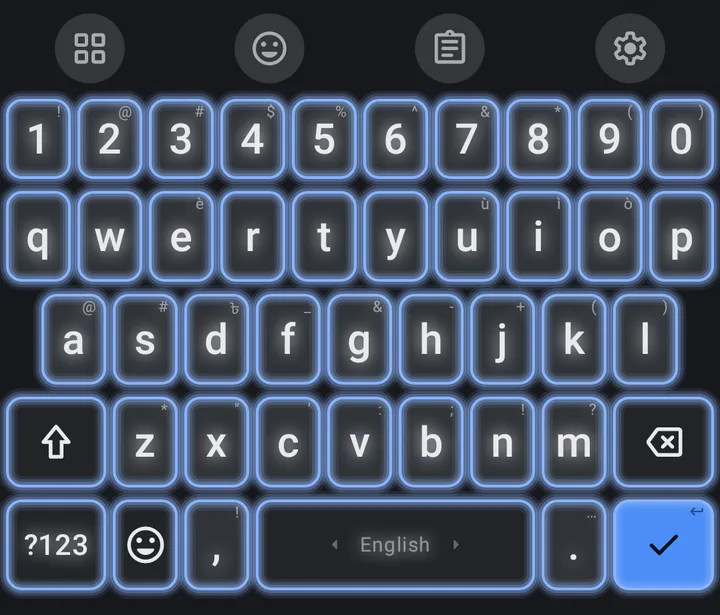 1 ! 2 @ 3 # 4 $ 5 % 6 ^ 7 & 8 * 9 ( 0 )
q w e è r t y u ù i ì o ò p
a @ s # d f _ g & h - j + k ( l )
z * x " c ' v : b ; n ! m ?
?123 , ! English . …